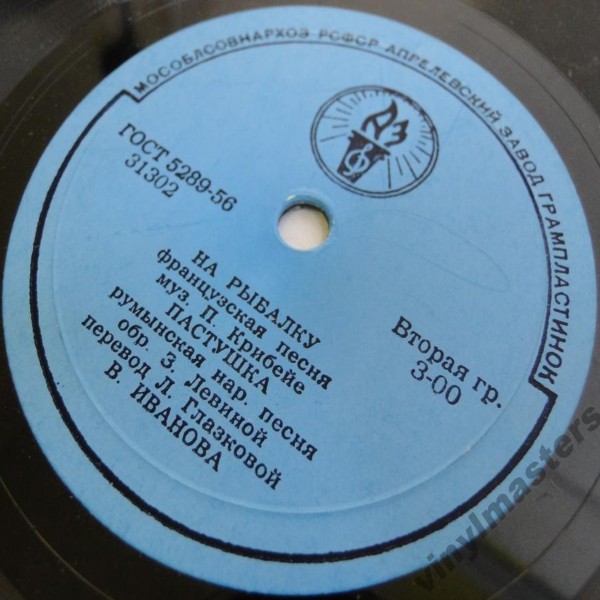 МОСОБЛСОВНАРХОЗ РСФСР АПРЕЛЕВСКИЙ ЗАВОД ГРАМПЛАСТИНОК
АЗ
ГОСТ 5289-56
31302
Вторая гр.
3-00
НА РЫБАЛКУ
французская песня
муз. П. Крибейе
ПАСТУШКА
румынская нар. песня
обр. З. Левиной
перевод Л. Глазковой
В. ИВАНОВА
vinylmasters